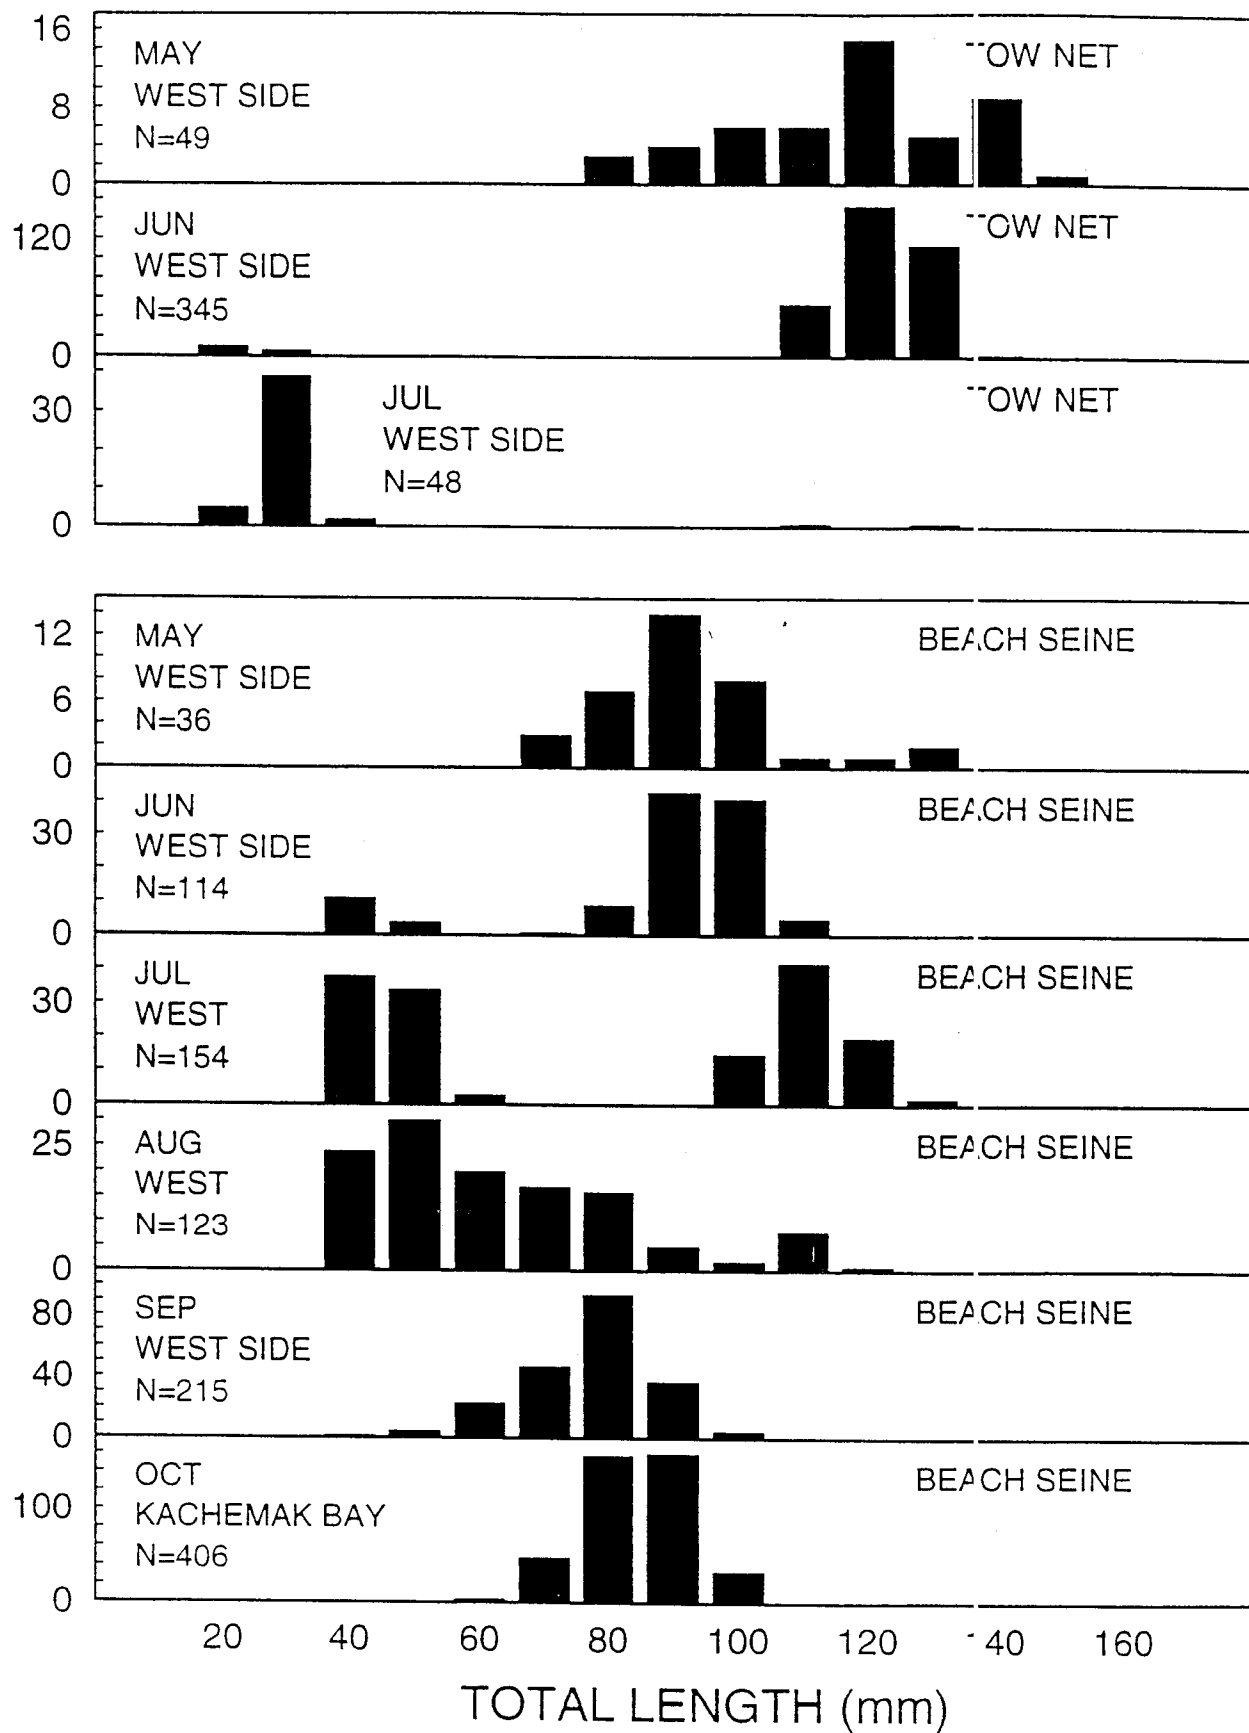 16
8
0
MAY
WEST SIDE
N=49
OW NET
120
0
JUN
WEST SIDE
N=345
OW NET
30
0
JUL
WEST SIDE
N=48
OW NET
12
6
0
MAY
WEST SIDE
N=36
BEACH SEINE
30
0
JUN
WEST SIDE
N=114
BEACH SEINE
30
0
JUL
WEST
N=154
BEACH SEINE
25
0
AUG
WEST
N=123
BEACH SEINE
80
40
0
SEP
WEST SIDE
N=215
BEACH SEINE
100
0
OCT
KACHEMAK BAY
N=406
BEACH SEINE
20 40 60 80 100 120 140 160
TOTAL LENGTH (mm)